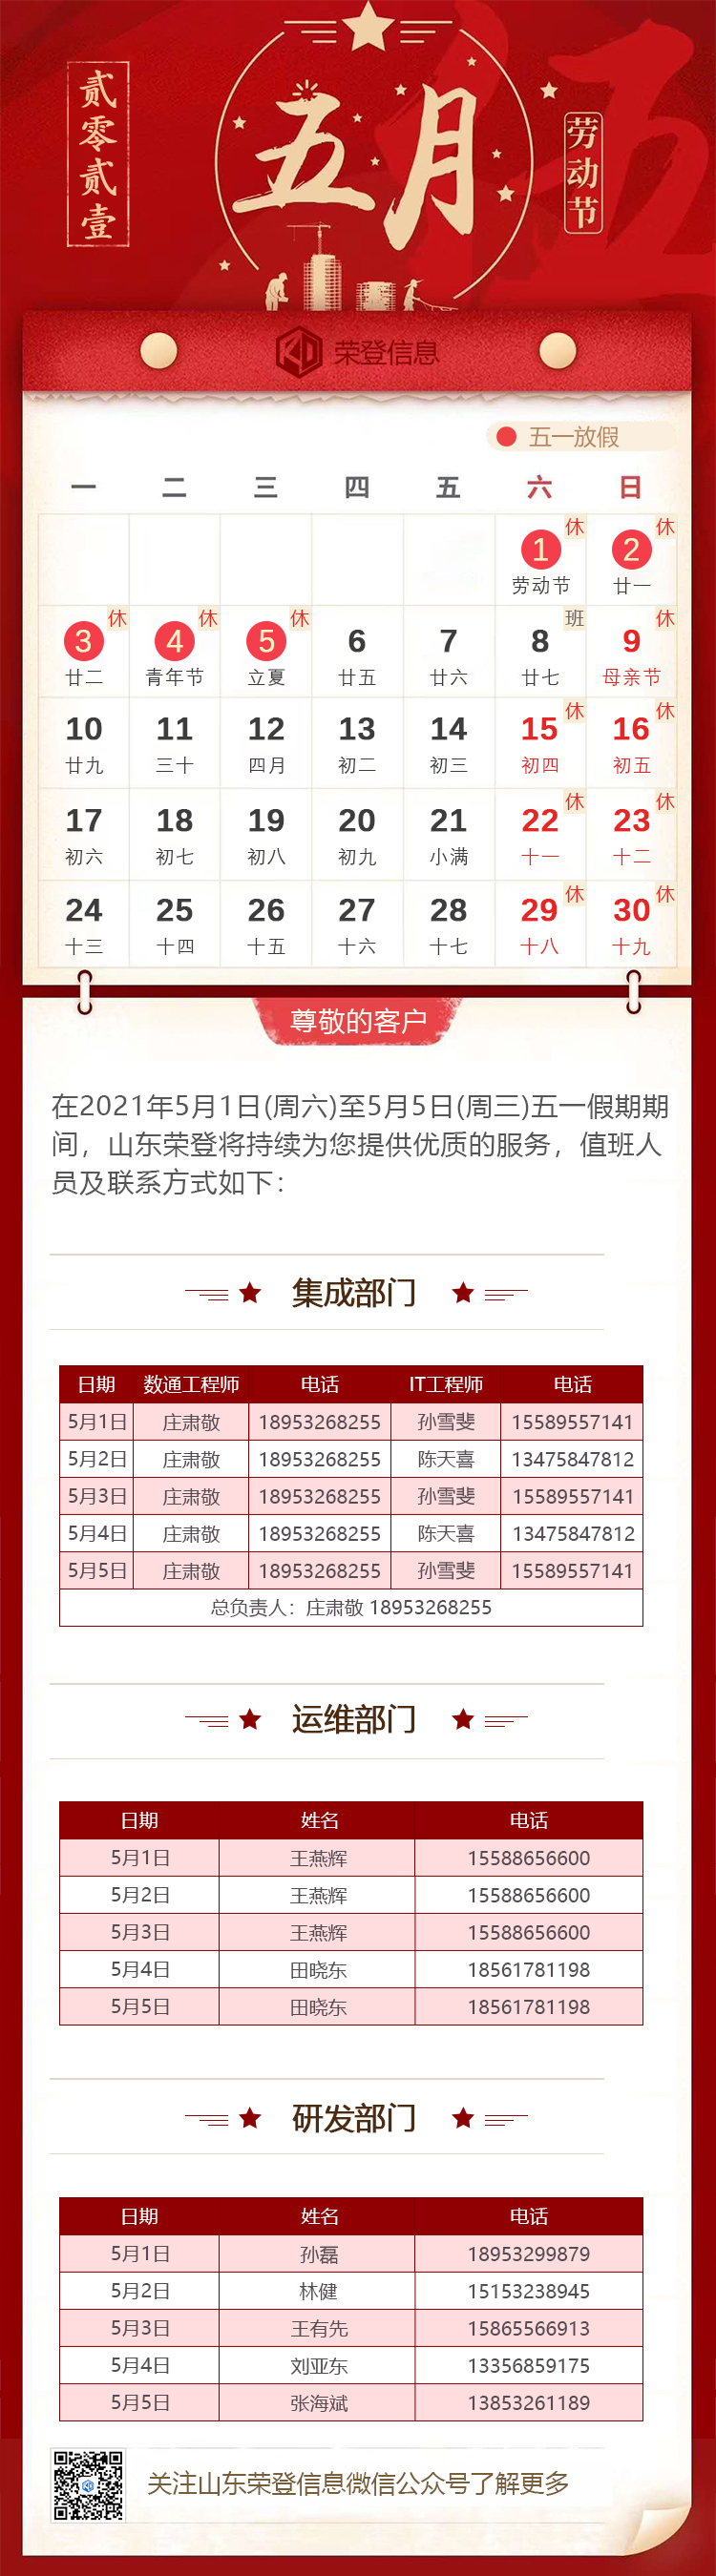 贰零贰壹
五月
劳动节
荣登信息
五一放假
一 二 三 四 五 六 日
休 休
1 2
劳动节 廿一
休 休 休 班 休
3 4 5 6 7 8 9
廿二 青年节 立夏 廿五 廿六 廿七 母亲节
休 休
10 11 12 13 14 15 16
廿九 三十 四月 初二 初三 初四 初五
休 休
17 18 19 20 21 22 23
初六 初七 初八 初九 小满 十一 十二
休 休
24 25 26 27 28 29 30
十三 十四 十五 十六 十七 十八 十九
尊敬的客户
在2021年5月1日(周六)至5月5日(周三)五一假期期
间，山东荣登将持续为您提供优质的服务，值班人
员及联系方式如下：
集成部门
日期 数通工程师 电话 IT工程师 电话
5月1日 庄肃敬 18953268255 孙雪斐 15589557141
5月2日 庄肃敬 18953268255 陈天喜 13475847812
5月3日 庄肃敬 18953268255 孙雪斐 15589557141
5月4日 庄肃敬 18953268255 陈天喜 13475847812
5月5日 庄肃敬 18953268255 孙雪斐 15589557141
总负责人：庄肃敬 18953268255
运维部门
日期 姓名 电话
5月1日 王燕辉 15588656600
5月2日 王燕辉 15588656600
5月3日 王燕辉 15588656600
5月4日 田晓东 18561781198
5月5日 田晓东 18561781198
研发部门
日期 姓名 电话
5月1日 孙磊 18953299879
5月2日 林健 15153238945
5月3日 王有先 15865566913
5月4日 刘亚东 13356859175
5月5日 张海斌 13853261189
关注山东荣登信息微信公众号了解更多